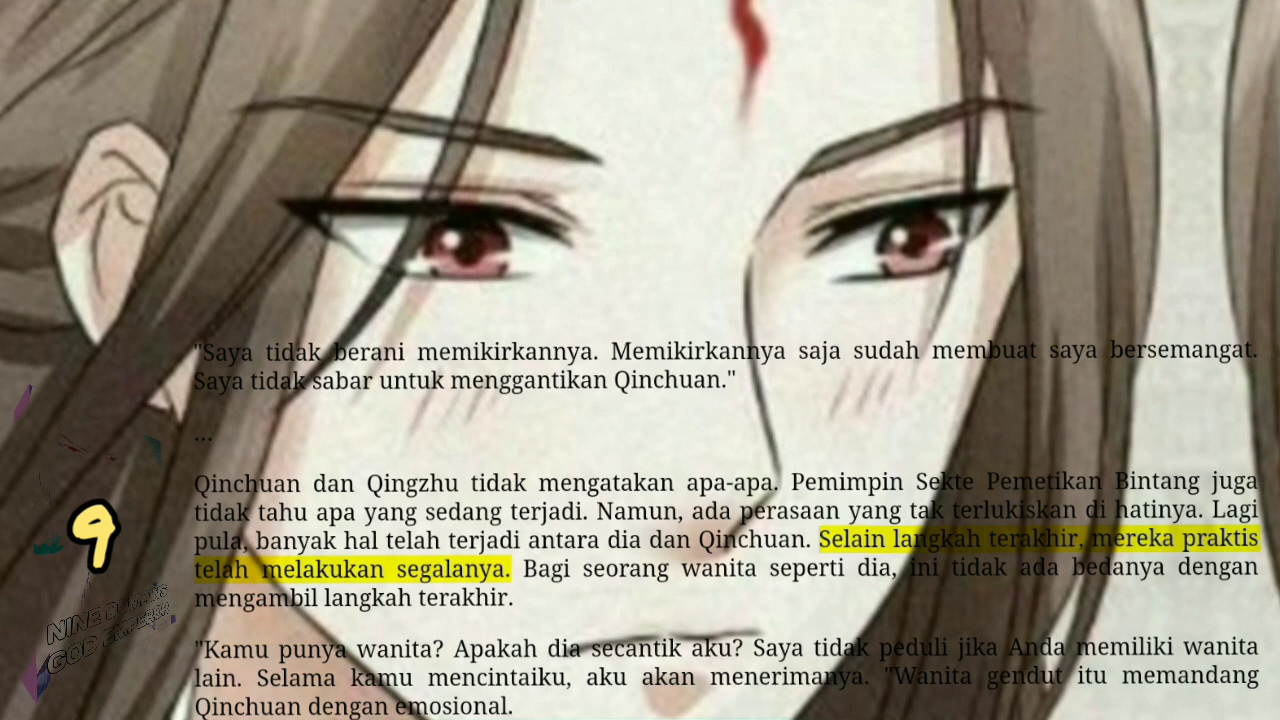 "Saya tidak berani memikirkannya. Memikirkannya saja sudah membuat saya bersemangat.
Saya tidak sabar untuk menggantikan Qinchuan."
...
Qinchuan dan Qingzhu tidak mengatakan apa-apa. Pemimpin Sekte Pemetikan Bintang juga
tidak tahu apa yang sedang terjadi. Namun, ada perasaan yang tak terlukiskan di hatinya. Lagi
pula, banyak hal telah terjadi antara dia dan Qinchuan. Selain langkah terakhir, mereka praktis
telah melakukan segalanya. Bagi seorang wanita seperti dia, ini tidak ada bedanya dengan
mengambil langkah terakhir.
"Kamu punya wanita? Apakah dia secantik aku? Saya tidak peduli jika Anda memiliki wanita
lain. Selama kamu mencintaiku, aku akan menerimanya. "Wanita gendut itu memandang
Qinchuan dengan emosional.
9
NINE
GOD EMPEROR